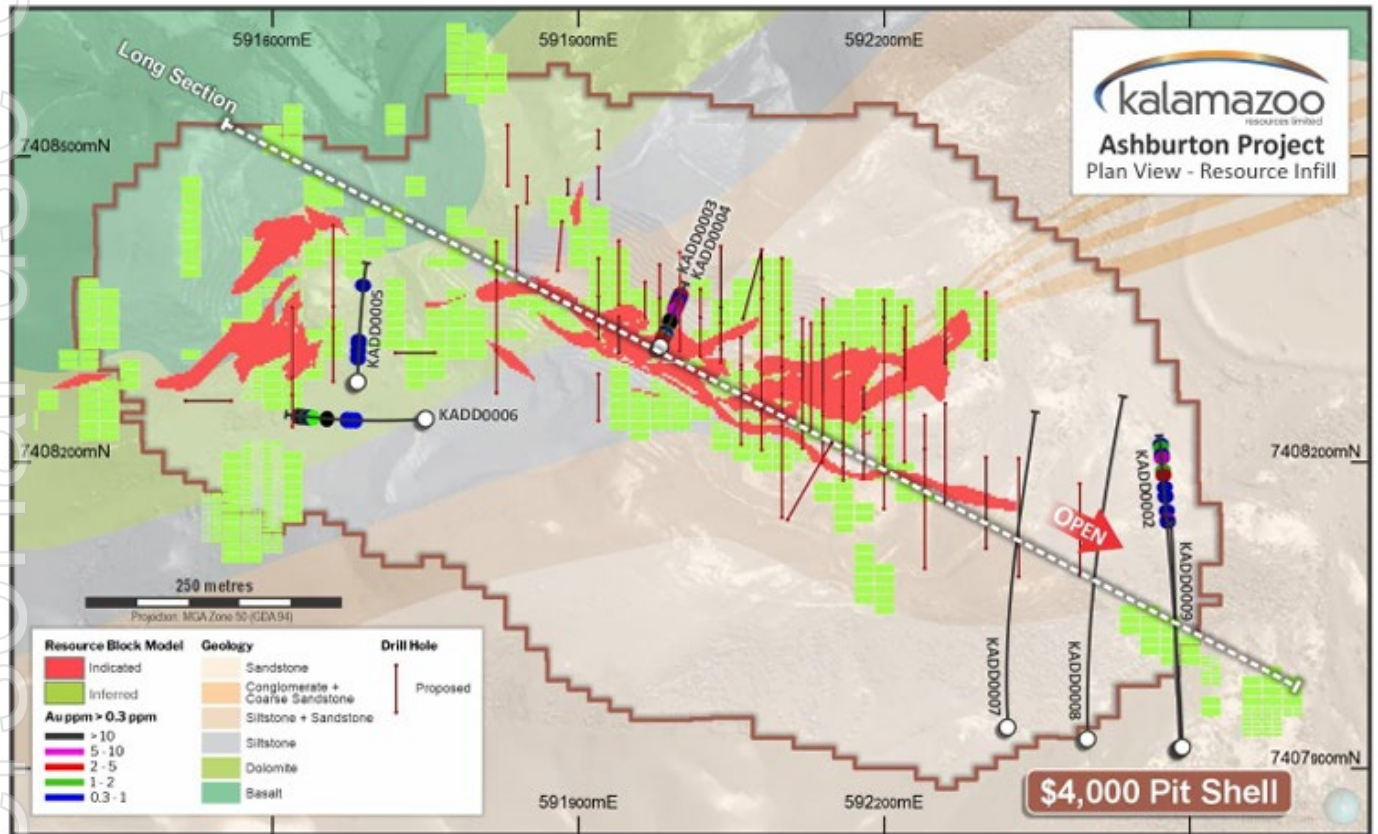 591600mE
591900mE
592200mE
Long Section
kalamazoo
resources limited
Ashburton Project
Plan View - Resource Infill
7408500mN
KADD0003
KADD0004
KADD0005
KADD0006
7408200mN
7408200mN
KADD0002
OPEN
KADD0009
KADD0007
KADD0008
250 metres
Projection: MGA Zone 50 (GDA94)
Resource Block Model
Indicated
Inferred
Au ppm > 0.3 ppm
>10
5 - 10
2 - 5
1 - 2
0.3 - 1
Geology
Sandstone
Conglomerate +
Coarse Sandstone
Siltstone + Sandstone
Siltstone
Dolomite
Basalt
Drill Hole
Proposed
7407900mN
591900mE
592200mE
$4,000 Pit Shell